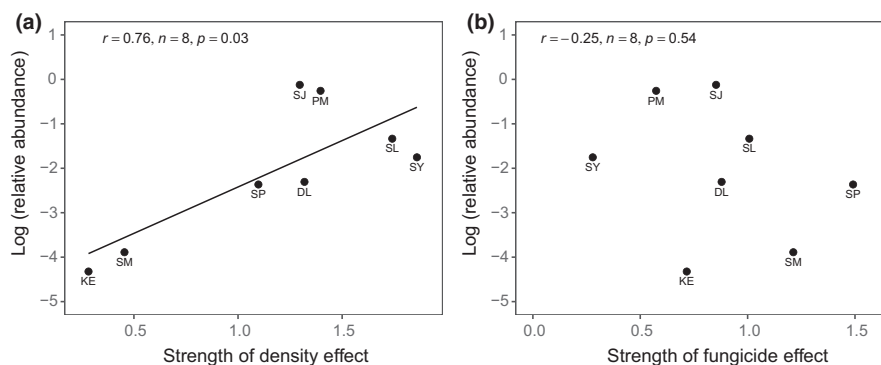 (a)
r = 0.76, n = 8, p = 0.03
Log (relative abundance)
1
0
−1
−2
−3
−4
−5
SJ
PM
SL
SY
SP
DL
SM
KE
0.5
1.0
1.5
Strength of density effect
(b)
r = −0.25, n = 8, p = 0.54
Log (relative abundance)
1
0
−1
−2
−3
−4
−5
PM
SJ
SL
SY
DL
SP
SM
KE
0.0
0.5
1.0
1.5
Strength of fungicide effect